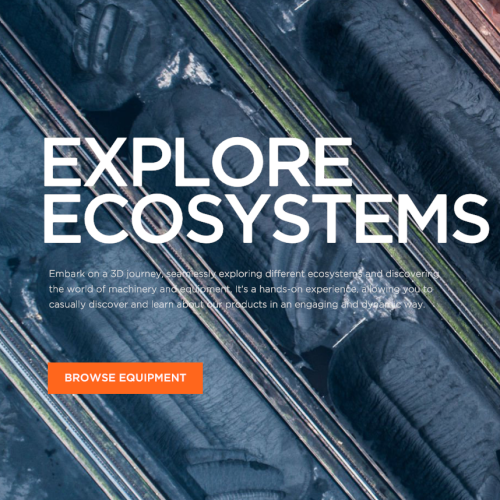 EXPLORE
ECOSYSTEMS
Embark on a 3D journey, seamlessly exploring different ecosystems and discovering
the world of machinery and equipment. It's a hands-on experience, allowing you to
casually discover and learn about our products in an engaging and dynamic way.
BROWSE EQUIPMENT